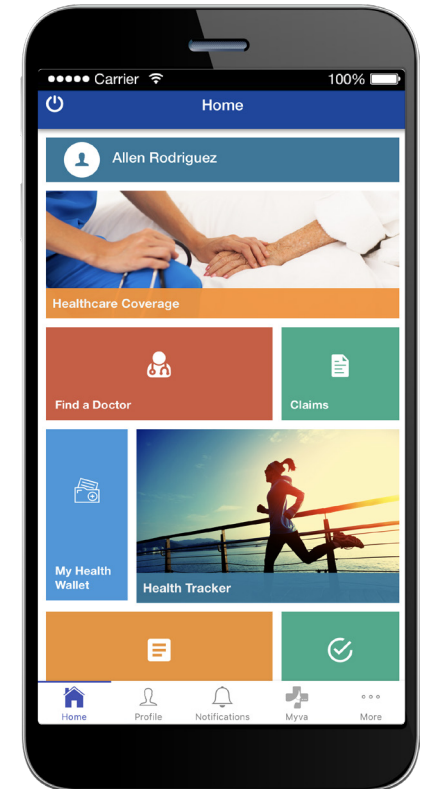 Carrier
100%
Home
Allen Rodriguez
Healthcare Coverage
Find a Doctor
Claims
My Health
Wallet
Health Tracker
Home
Profile
Notifications
Myva
More